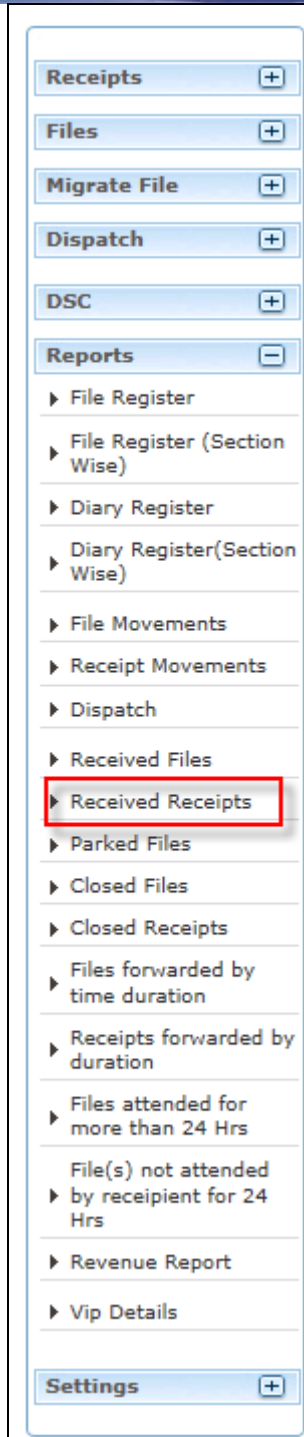 Receipts
Files
Migrate File
Dispatch
DSC
Reports
File Register
File Register (Section
Wise)
Diary Register
Diary Register(Section
Wise)
File Movements
Receipt Movements
Dispatch
Received Files
Received Receipts
Parked Files
Closed Files
Closed Receipts
Files forwarded by
time duration
Receipts forwarded by
duration
Files attended for
more than 24 Hrs
File(s) not attended
by receipient for 24
Hrs
Revenue Report
Vip Details
Settings